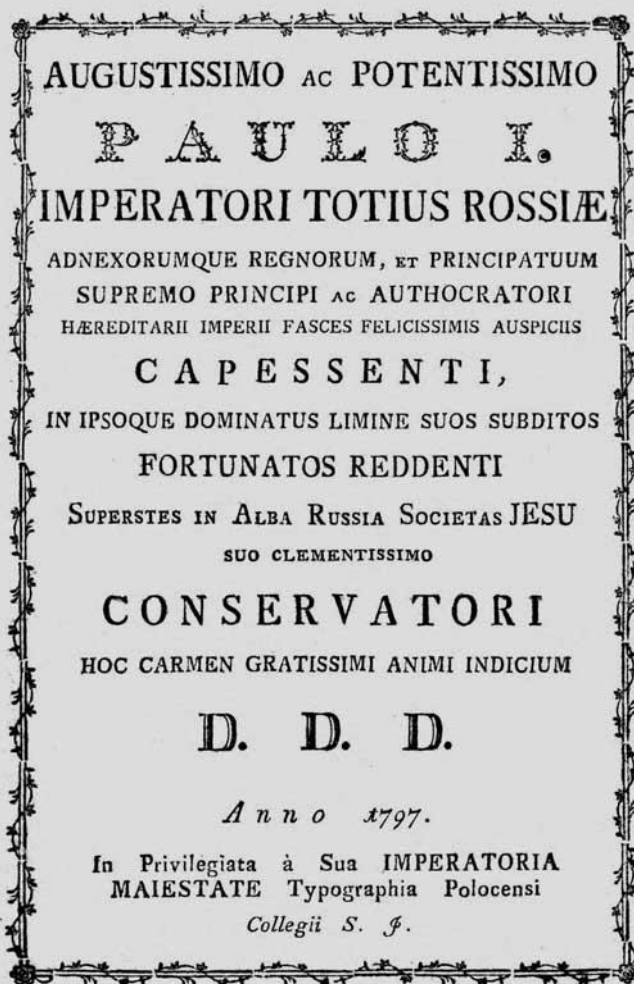 AUGUSTISSIMO AC POTENTISSIMO
PAULO I.
IMPERATORI TOTIUS ROSSIÆ
ADNEXORUMQUE REGNORUM, ET PRINCIPATUUM
SUPREMO PRINCIPI AC AUTHOCRATORI
HÆREDITARII IMPERII FASCES FELICISSIMIS AUSPICIIS
CAPESSENTI,
IN IPSOQUE DOMINATUS LIMINE SUOS SUBDITOS
FORTUNATOS REDDENTI
SUPERSTES IN ALBA RUSSIA SOCIETAS JESU
SUO CLEMENTISSIMO
CONSERVATORI
HOC CARMEN GRATISSIMI ANIMI INDICIUM
D. D. D.
Anno 1797.
In Privilegiata à Sua IMPERATORIA
MAIESTATE Typographia Polocensi
Collegii S. J.